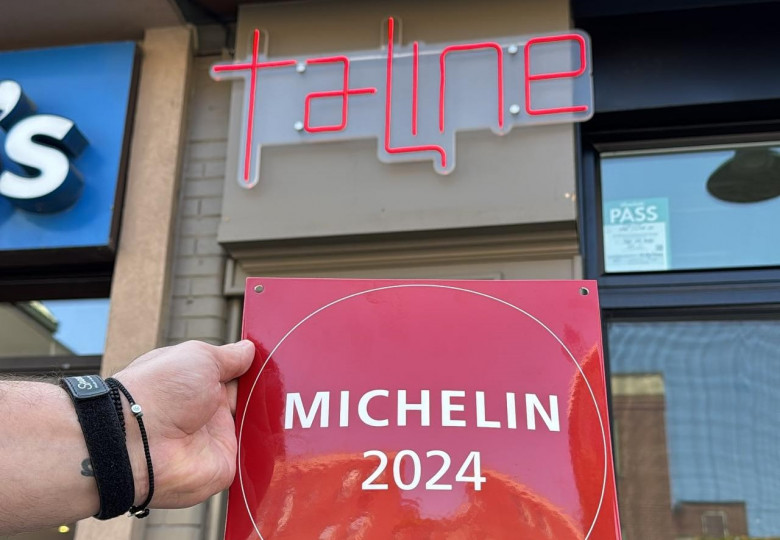 's
taline
PASS
MICHELIN
2024